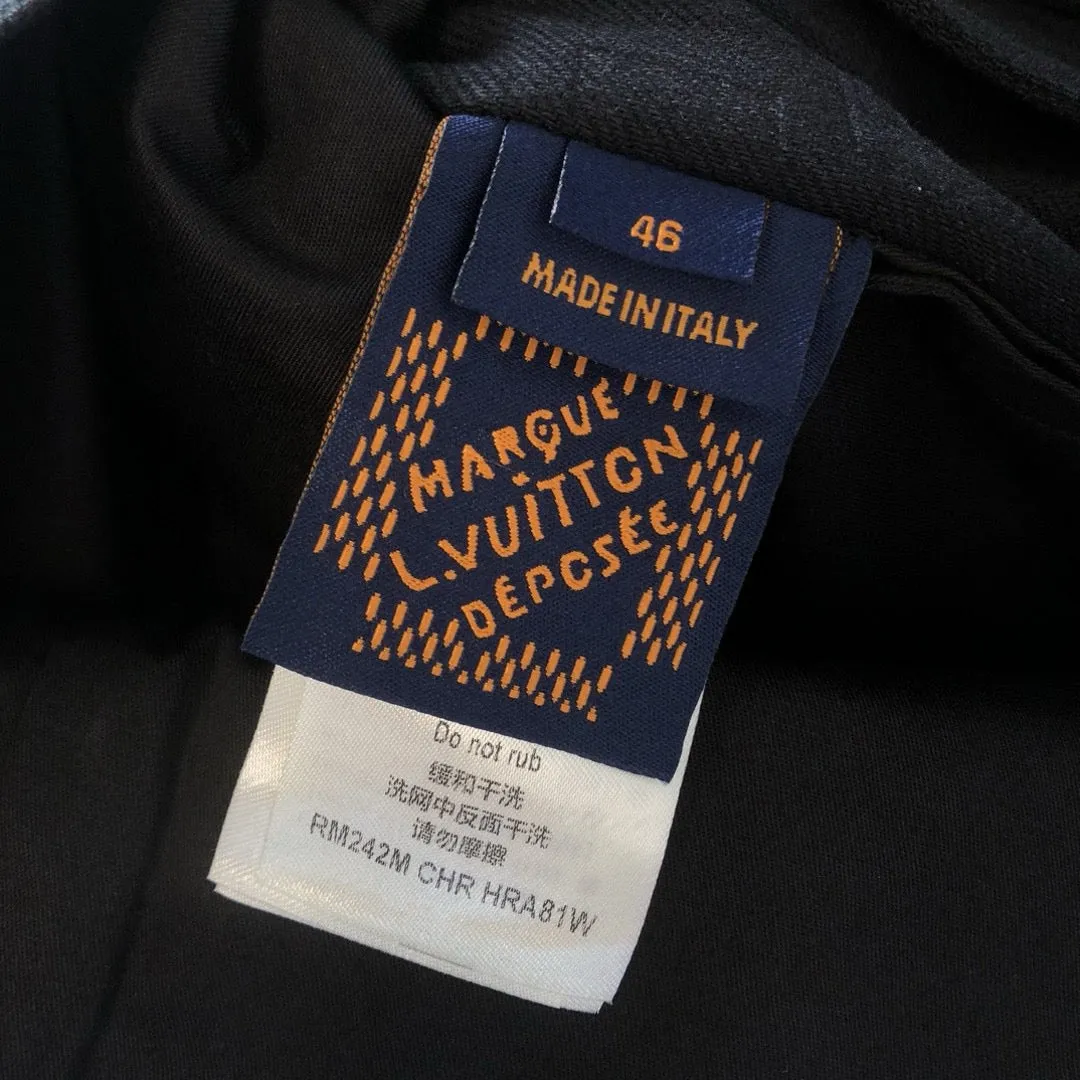 46
MADE IN ITALY
MARQUE
L.VUITTON
DÉPOSÉE
Do not rub
缓和干洗
洗网中反面干洗
请勿摩擦
RM242M CHR HRA81W